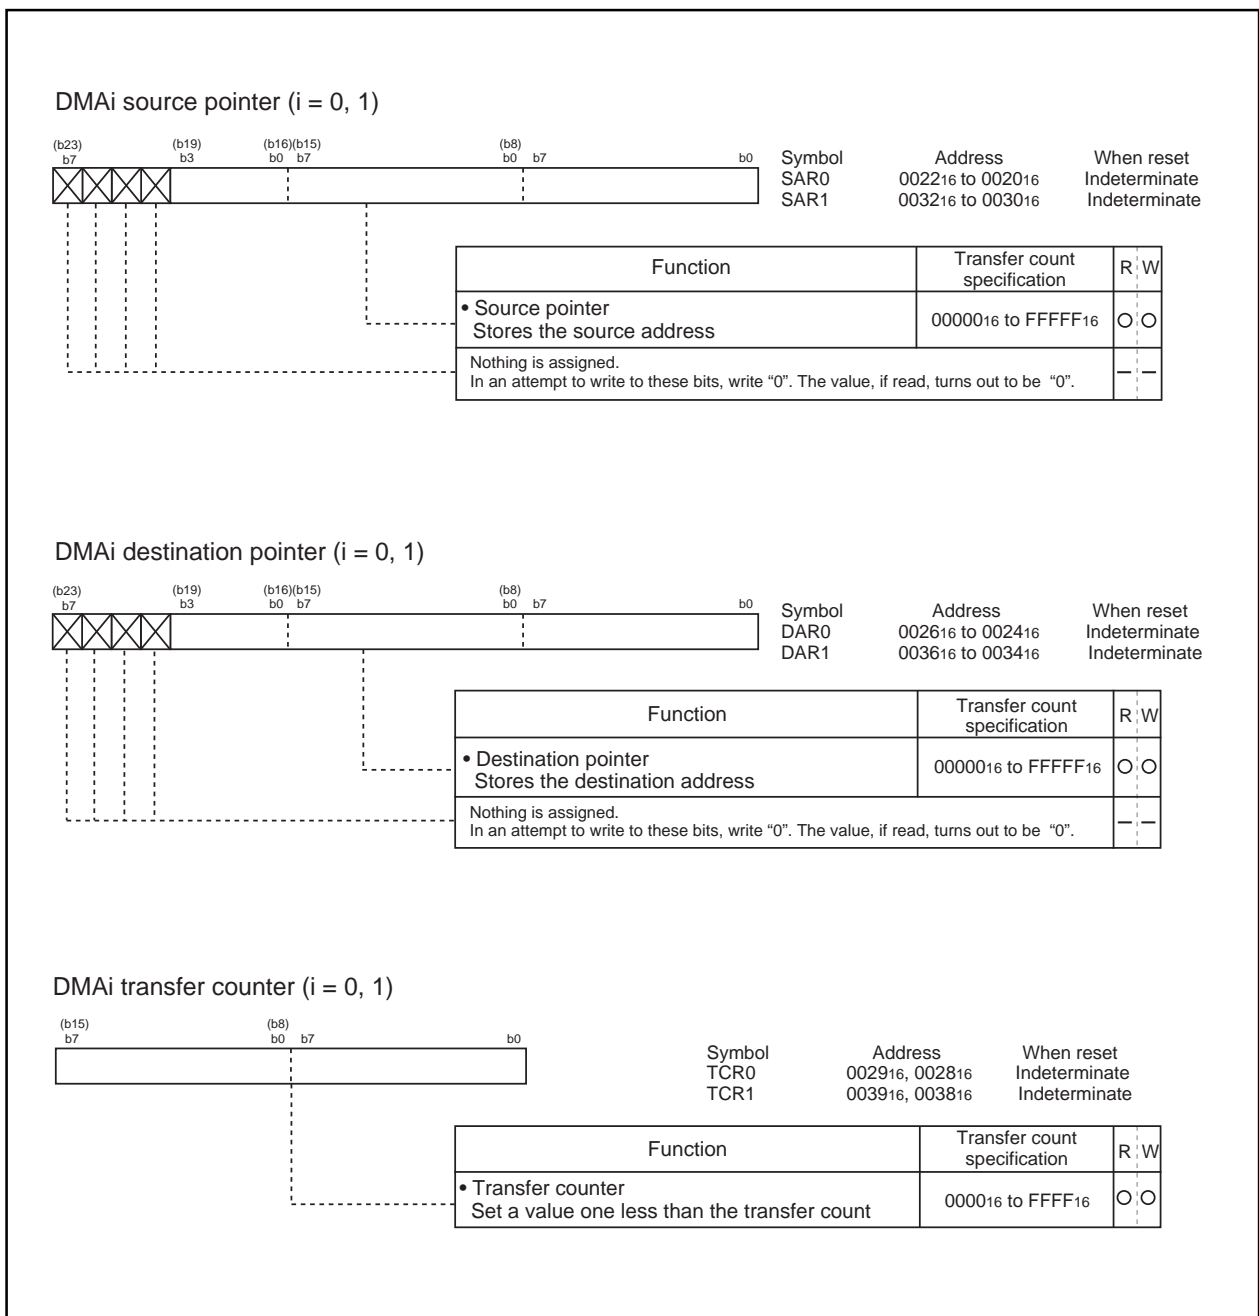 DMAi source pointer (i = 0, 1)
(b23) (b19) (b16)(b15) (b8)
b7 b3 b0 b7 b0 b7 b0
Symbol Address When reset
SAR0 002216 to 002016 Indeterminate
SAR1 003216 to 003016 Indeterminate
Function Transfer count specification R W
• Source pointer
Stores the source address
0000016 to FFFFF16 O O
Nothing is assigned.
In an attempt to write to these bits, write “0”. The value, if read, turns out to be “0”.
– –
DMAi destination pointer (i = 0, 1)
(b23) (b19) (b16)(b15) (b8)
b7 b3 b0 b7 b0 b7 b0
Symbol Address When reset
DAR0 002616 to 002416 Indeterminate
DAR1 003616 to 003416 Indeterminate
Function Transfer count specification R W
• Destination pointer
Stores the destination address
0000016 to FFFFF16 O O
Nothing is assigned.
In an attempt to write to these bits, write “0”. The value, if read, turns out to be “0”.
– –
DMAi transfer counter (i = 0, 1)
(b15) (b8)
b7 b0 b7 b0
Symbol Address When reset
TCR0 002916, 002816 Indeterminate
TCR1 003916, 003816 Indeterminate
Function Transfer count specification R W
• Transfer counter
Set a value one less than the transfer count
000016 to FFFF16 O O